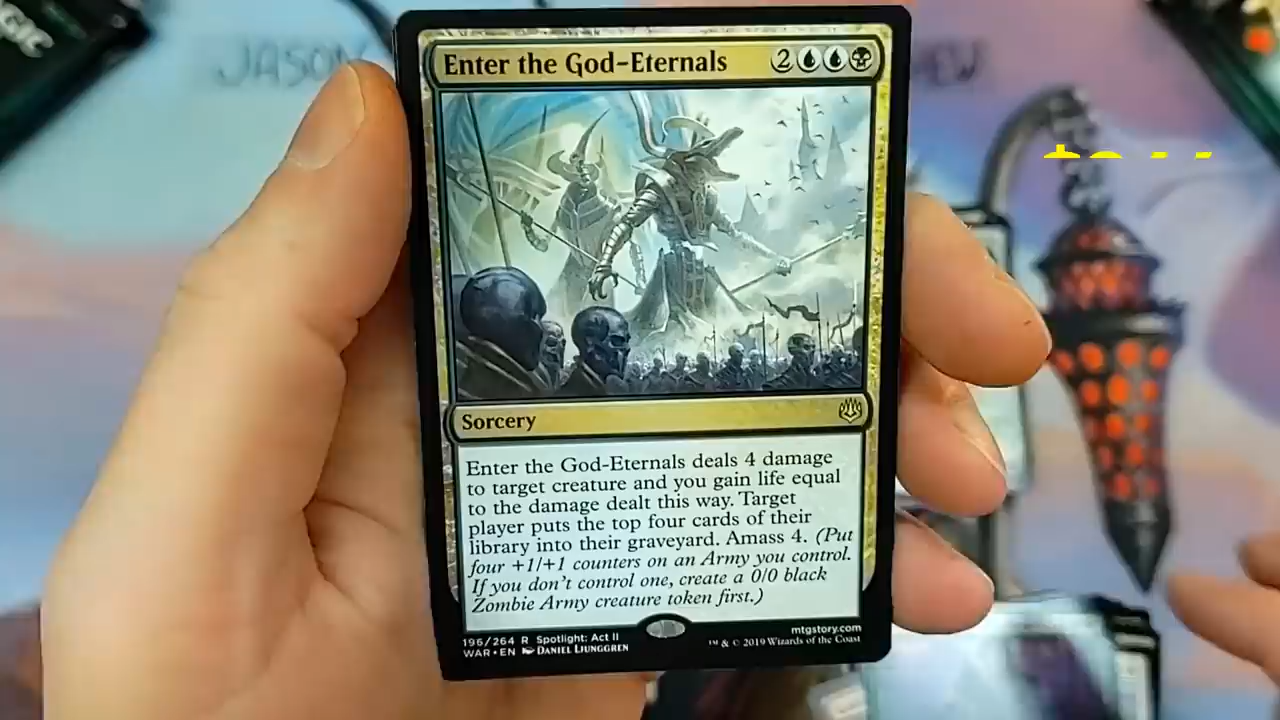 JASON
Enter the God-Eternals 2
Sorcery
Enter the God-Eternals deals 4 damage
to target creature and you gain life equal
to the damage dealt this way. Target
player puts the top four cards of their
library into their graveyard. Amass 4. (Put
four +1/+1 counters on an Army you control.
If you don't control one, create a 0/0 black
Zombie Army creature token first.)
196/264 R Spotlight: Act II
WAR • EN DANIEL LJUNGGREN
mtgstory.com
™ & © 2019 Wizards of the Coast